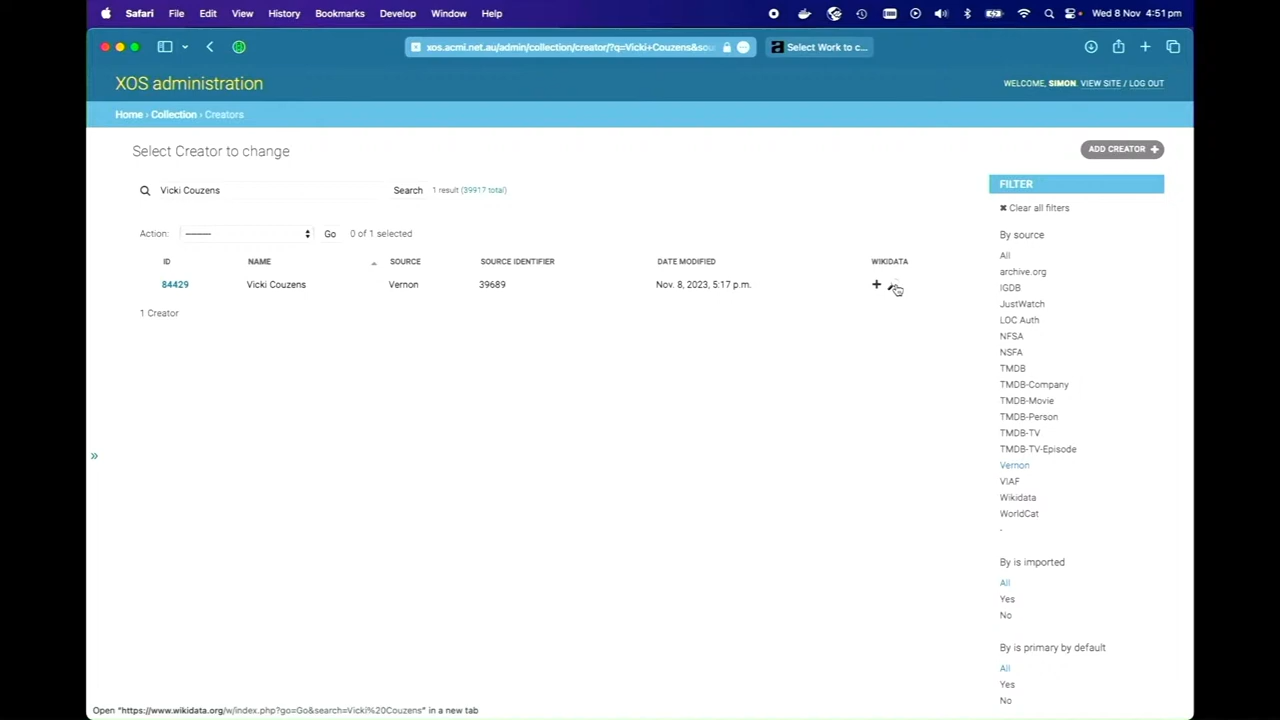 Safari File Edit View History Bookmarks Develop Window Help Wed 8 Nov 4:51 pm
xos.acmi.net.au/admin/collection/creator/?q=Vicki+Couzens&sou Select Work to c...
XOS administration
WELCOME, SIMON. VIEW SITE / LOG OUT
Home › Collection › Creators
Select Creator to change
ADD CREATOR +
Vicki Couzens Search 1 result (39917 total)
Action: --------- Go 0 of 1 selected
ID NAME SOURCE SOURCE IDENTIFIER DATE MODIFIED WIKIDATA
84429 Vicki Couzens Vernon 39689 Nov. 8, 2023, 5:17 p.m. +
1 Creator
FILTER
✖ Clear all filters
By source
All
archive.org
IGDB
JustWatch
LOC Auth
NFSA
NSFA
TMDB
TMDB-Company
TMDB-Movie
TMDB-Person
TMDB-TV
TMDB-TV-Episode
Vernon
VIAF
Wikidata
WorldCat
-
By is imported
All
Yes
No
By is primary by default
All
Yes
No
»
Open "https://www.wikidata.org/w/index.php?go=Go&search=Vicki%20Couzens" in a new tab